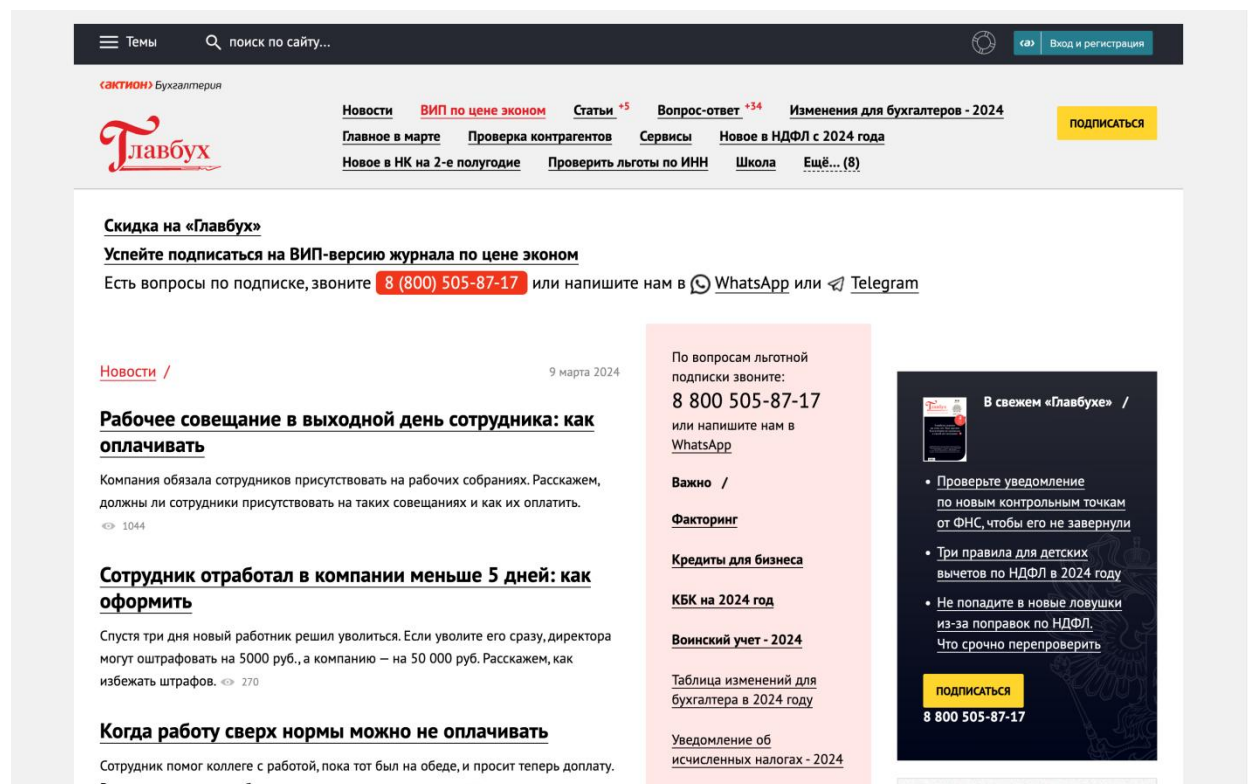 Темы
поиск по сайту...
Вход и регистрация
‹актион› Бухгалтерия
Главбух
Новости ВИП по цене эконом Статьи +5 Вопрос-ответ +34 Изменения для бухгалтеров - 2024
Главное в марте Проверка контрагентов Сервисы Новое в НДФЛ с 2024 года
Новое в НК на 2-е полугодие Проверить льготы по ИНН Школа Ещё... (8)
ПОДПИСАТЬСЯ
Скидка на «Главбух»
Успейте подписаться на ВИП-версию журнала по цене эконом
Есть вопросы по подписке, звоните 8 (800) 505-87-17 или напишите нам в WhatsApp или Telegram
Новости / 9 марта 2024
Рабочее совещание в выходной день сотрудника: как
оплачивать
Компания обязала сотрудников присутствовать на рабочих собраниях. Расскажем,
должны ли сотрудники присутствовать на таких совещаниях и как их оплатить.
1044
Сотрудник отработал в компании меньше 5 дней: как
оформить
Спустя три дня новый работник решил уволиться. Если уволите его сразу, директора
могут оштрафовать на 5000 руб., а компанию — на 50 000 руб. Расскажем, как
избежать штрафов. 270
Когда работу сверх нормы можно не оплачивать
Сотрудник помог коллеге с работой, пока тот был на обеде, и просит теперь доплату.
По вопросам льготной
подписки звоните:
8 800 505-87-17
или напишите нам в
WhatsApp
Важно /
Факторинг
Кредиты для бизнеса
КБК на 2024 год
Воинский учет - 2024
Таблица изменений для
бухгалтера в 2024 году
Уведомление об
исчисленных налогах - 2024
В свежем «Главбухе» /
• Проверьте уведомление
по новым контрольным точкам
от ФНС, чтобы его не завернули
• Три правила для детских
вычетов по НДФЛ в 2024 году
• Не попадите в новые ловушки
из-за поправок по НДФЛ.
Что срочно перепроверить
ПОДПИСАТЬСЯ
8 800 505-87-17